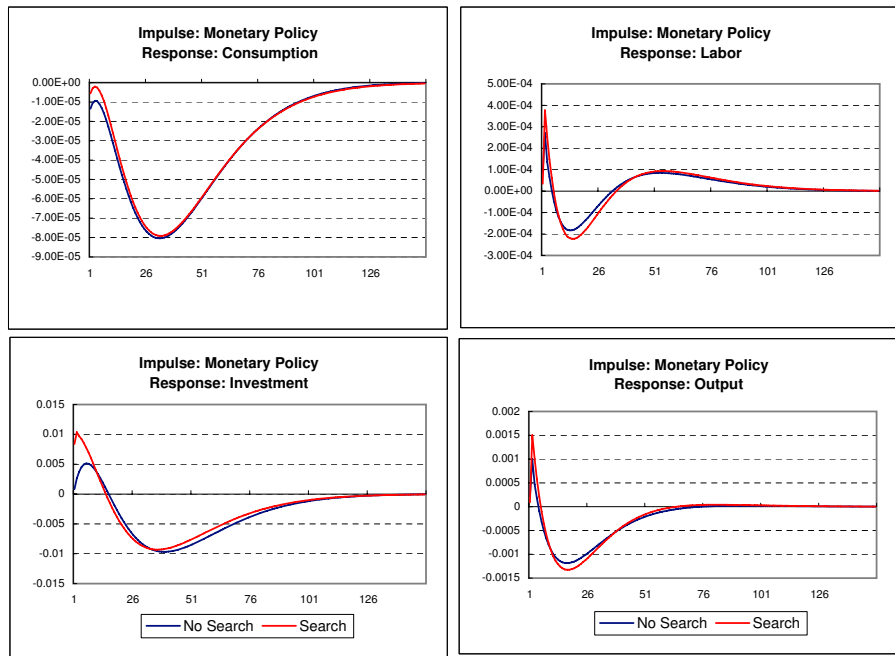 Impulse: Monetary Policy
Response: Consumption
0.00E+00
-1.00E-05
-2.00E-05
-3.00E-05
-4.00E-05
-5.00E-05
-6.00E-05
-7.00E-05
-8.00E-05
-9.00E-05
1 26 51 76 101 126
Impulse: Monetary Policy
Response: Labor
5.00E-04
4.00E-04
3.00E-04
2.00E-04
1.00E-04
0.00E+00
-1.00E-04
-2.00E-04
-3.00E-04
1 26 51 76 101 126
Impulse: Monetary Policy
Response: Investment
0.015
0.01
0.005
0
-0.005
-0.01
-0.015
1 26 51 76 101 126
No Search Search
Impulse: Monetary Policy
Response: Output
0.002
0.0015
0.001
0.0005
0
-0.0005
-0.001
-0.0015
1 26 51 76 101 126
No Search Search